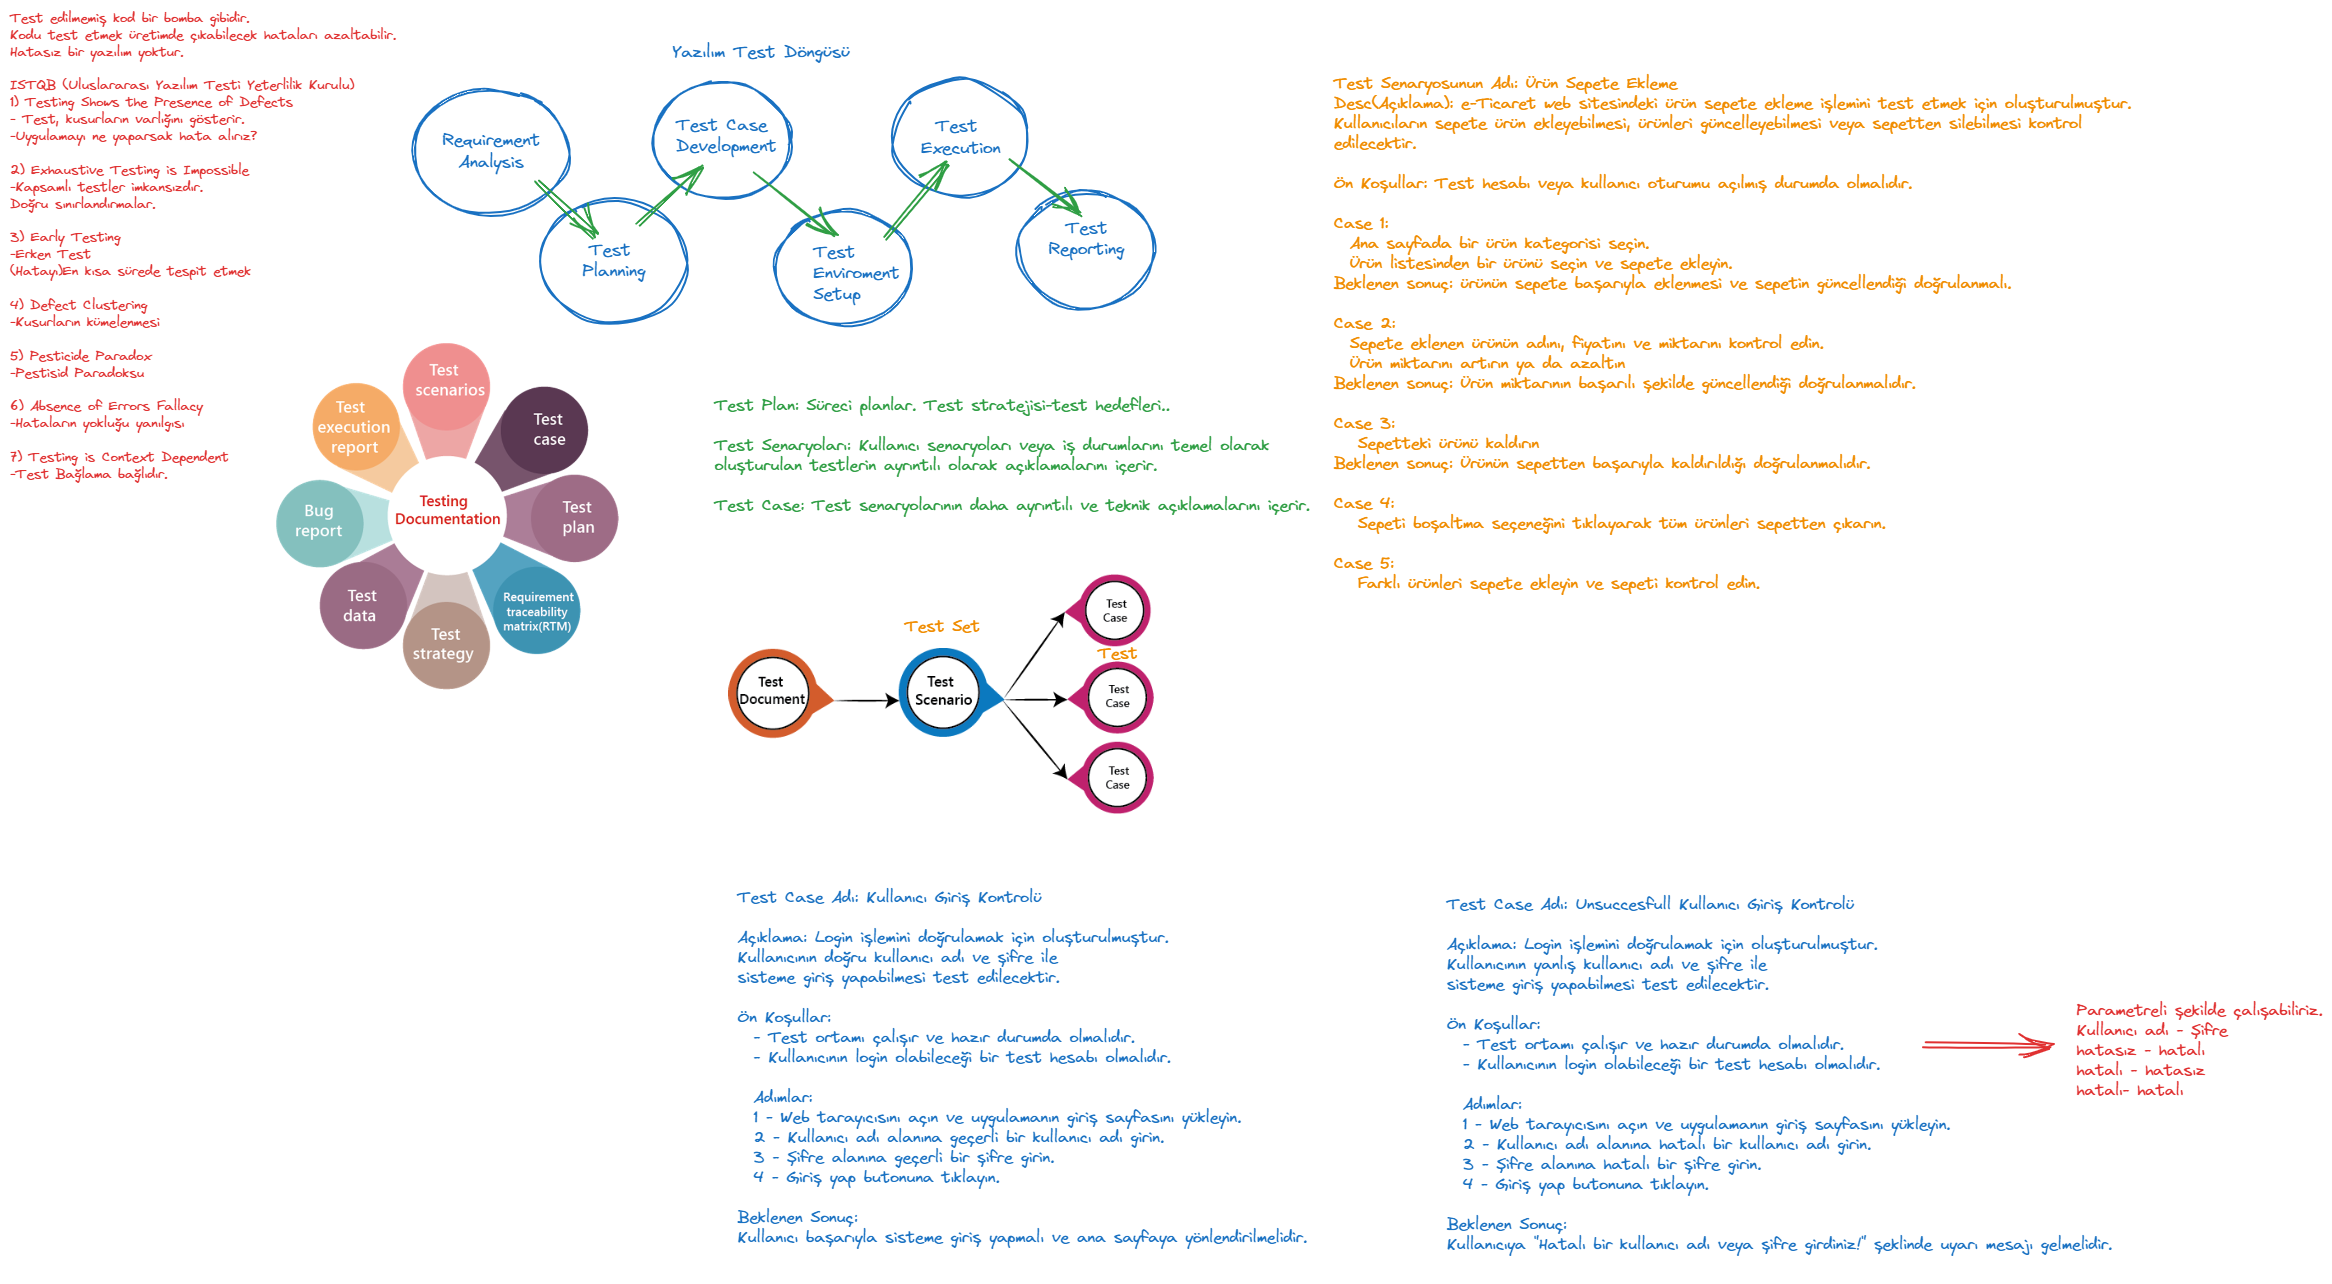 Test edilmemiş kod bir bomba gibidir.
Kodu test etmek üretimde çıkabilecek hataları azaltabilir.
Hatasız bir yazılım yoktur.
ISTQB (Uluslararası Yazılım Testi Yeterlilik Kurulu)
1) Testing Shows the Presence of Defects
- Test, kusurların varlığını gösterir.
-Uygulamayı ne yaparsak hata alırız?
2) Exhaustive Testing is Impossible
-Kapsamlı testler imkansızdır.
Doğru sınırlandırmalar.
3) Early Testing
-Erken Test
(Hatayı)En kısa sürede tespit etmek
4) Defect Clustering
-Kusurların kümelenmesi
5) Pesticide Paradox
-Pestisid Paradoksu
6) Absence of Errors Fallacy
-Hataların yokluğu yanılgısı
7) Testing is Context Dependent
-Test Bağlama bağlıdır.
Yazılım Test Döngüsü
Requirement
Analysis
Test
Planning
Test Case
Development
Test
Enviroment
Setup
Test
Execution
Test
Reporting
Test
scenarios
Test
case
Test
plan
Requirement
traceability
matrix(RTM)
Test
strategy
Test
data
Bug
report
Test
execution
report
Testing
Documentation
Test Plan: Süreci planlar. Test stratejisi-test hedefleri..
Test Senaryoları: Kullanıcı senaryoları veya iş durumlarını temel olarak
oluşturulan testlerin ayrıntılı olarak açıklamalarını içerir.
Test Case: Test senaryolarının daha ayrıntılı ve teknik açıklamalarını içerir.
Test
Document
Test Set
Test
Scenario
Test
Case
Test
Test
Case
Test
Case
Test Senaryosunun Adı: Ürün Sepete Ekleme
Desc(Açıklama): e-Ticaret web sitesindeki ürün sepete ekleme işlemini test etmek için oluşturulmuştur.
Kullanıcıların sepete ürün ekleyebilmesi, ürünleri güncelleyebilmesi veya sepetten silebilmesi kontrol
edilecektir.
Ön Koşullar: Test hesabı veya kullanıcı oturumu açılmış durumda olmalıdır.
Case 1:
Ana sayfada bir ürün kategorisi seçin.
Ürün listesinden bir ürünü seçin ve sepete ekleyin.
Beklenen sonuç: ürünün sepete başarıyla eklenmesi ve sepetin güncellendiği doğrulanmalı.
Case 2:
Sepete eklenen ürünün adını, fiyatını ve miktarını kontrol edin.
Ürün miktarını artırın ya da azaltın
Beklenen sonuç: Ürün miktarının başarılı şekilde güncellendiği doğrulanmalıdır.
Case 3:
Sepetteki ürünü kaldırın
Beklenen sonuç: Ürünün sepetten başarıyla kaldırıldığı doğrulanmalıdır.
Case 4:
Sepeti boşaltma seçeneğini tıklayarak tüm ürünleri sepetten çıkarın.
Case 5:
Farklı ürünleri sepete ekleyin ve sepeti kontrol edin.
Test Case Adı: Kullanıcı Giriş Kontrolü
Açıklama: Login işlemini doğrulamak için oluşturulmuştur.
Kullanıcının doğru kullanıcı adı ve şifre ile
sisteme giriş yapabilmesi test edilecektir.
Ön Koşullar:
- Test ortamı çalışır ve hazır durumda olmalıdır.
- Kullanıcının login olabileceği bir test hesabı olmalıdır.
Adımlar:
1 - Web tarayıcısını açın ve uygulamanın giriş sayfasını yükleyin.
2 - Kullanıcı adı alanına geçerli bir kullanıcı adı girin.
3 - Şifre alanına geçerli bir şifre girin.
4 - Giriş yap butonuna tıklayın.
Beklenen Sonuç:
Kullanıcı başarıyla sisteme giriş yapmalı ve ana sayfaya yönlendirilmelidir.
Test Case Adı: Unsuccesfull Kullanıcı Giriş Kontrolü
Açıklama: Login işlemini doğrulamak için oluşturulmuştur.
Kullanıcının yanlış kullanıcı adı ve şifre ile
sisteme giriş yapabilmesi test edilecektir.
Ön Koşullar:
- Test ortamı çalışır ve hazır durumda olmalıdır.
- Kullanıcının login olabileceği bir test hesabı olmalıdır.
Adımlar:
1 - Web tarayıcısını açın ve uygulamanın giriş sayfasını yükleyin.
2 - Kullanıcı adı alanına hatalı bir kullanıcı adı girin.
3 - Şifre alanına hatalı bir şifre girin.
4 - Giriş yap butonuna tıklayın.
Beklenen Sonuç:
Kullanıcıya "Hatalı bir kullanıcı adı veya şifre girdiniz!" şeklinde uyarı mesajı gelmelidir.
Parametreli şekilde çalışabiliriz.
Kullanıcı adı - Şifre
hatasız - hatalı
hatalı - hatasız
hatalı- hatalı